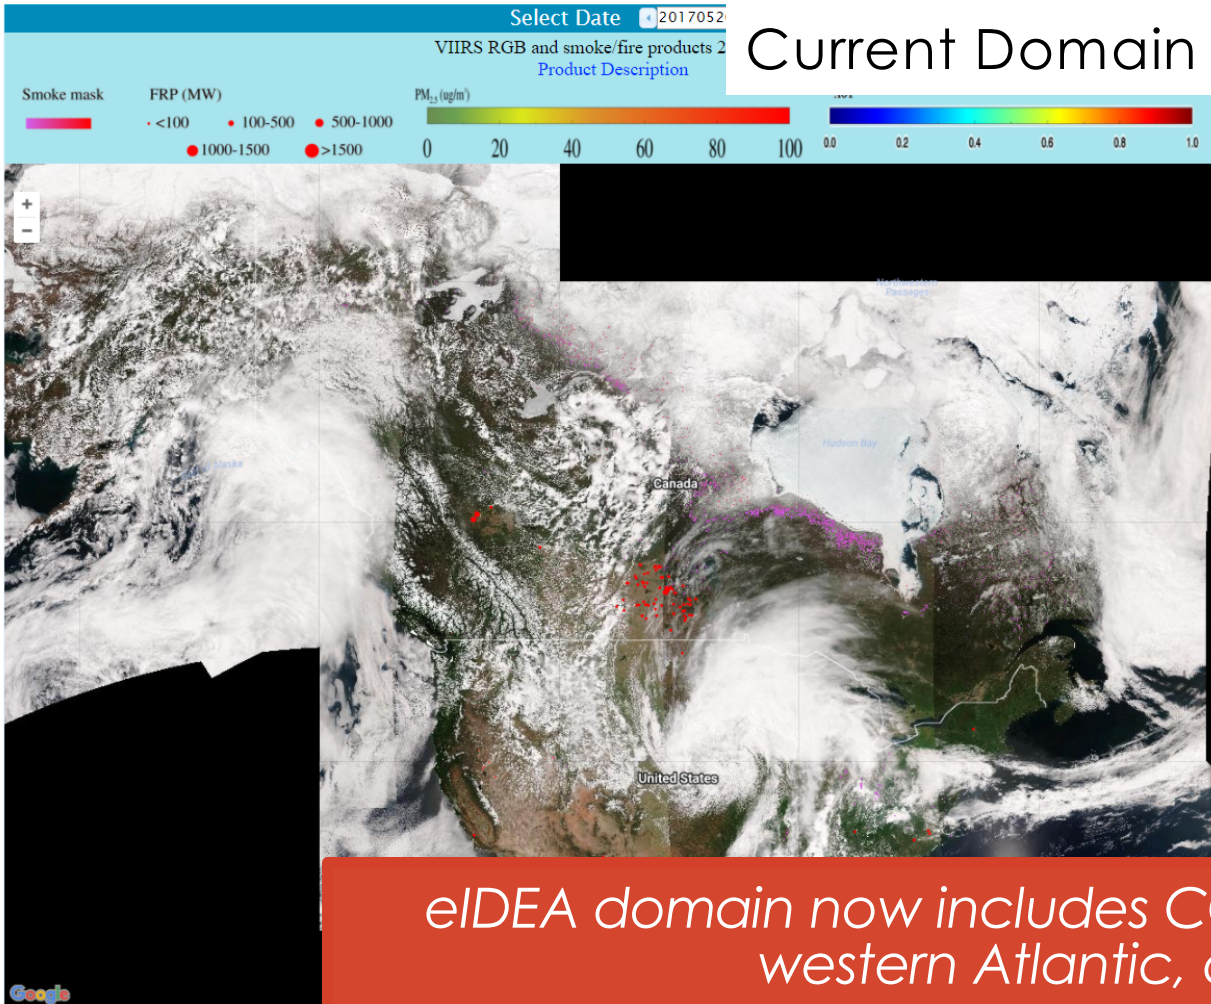 Select Date
2017052
Current Domain
VIIRS RGB and smoke/fire products 2
Product Description
Smoke mask
FRP (MW)
<100
100-500
500-1000
1000-1500
>1500
PM2.5 (ug/m³)
0 20 40 60 80 100
0.0 0.2 0.4 0.6 0.8 1.0
+
−
Northwestern
Passages
Hudson Bay
Alaska
Canada
United States
eIDEA domain now includes C
western Atlantic,
Google